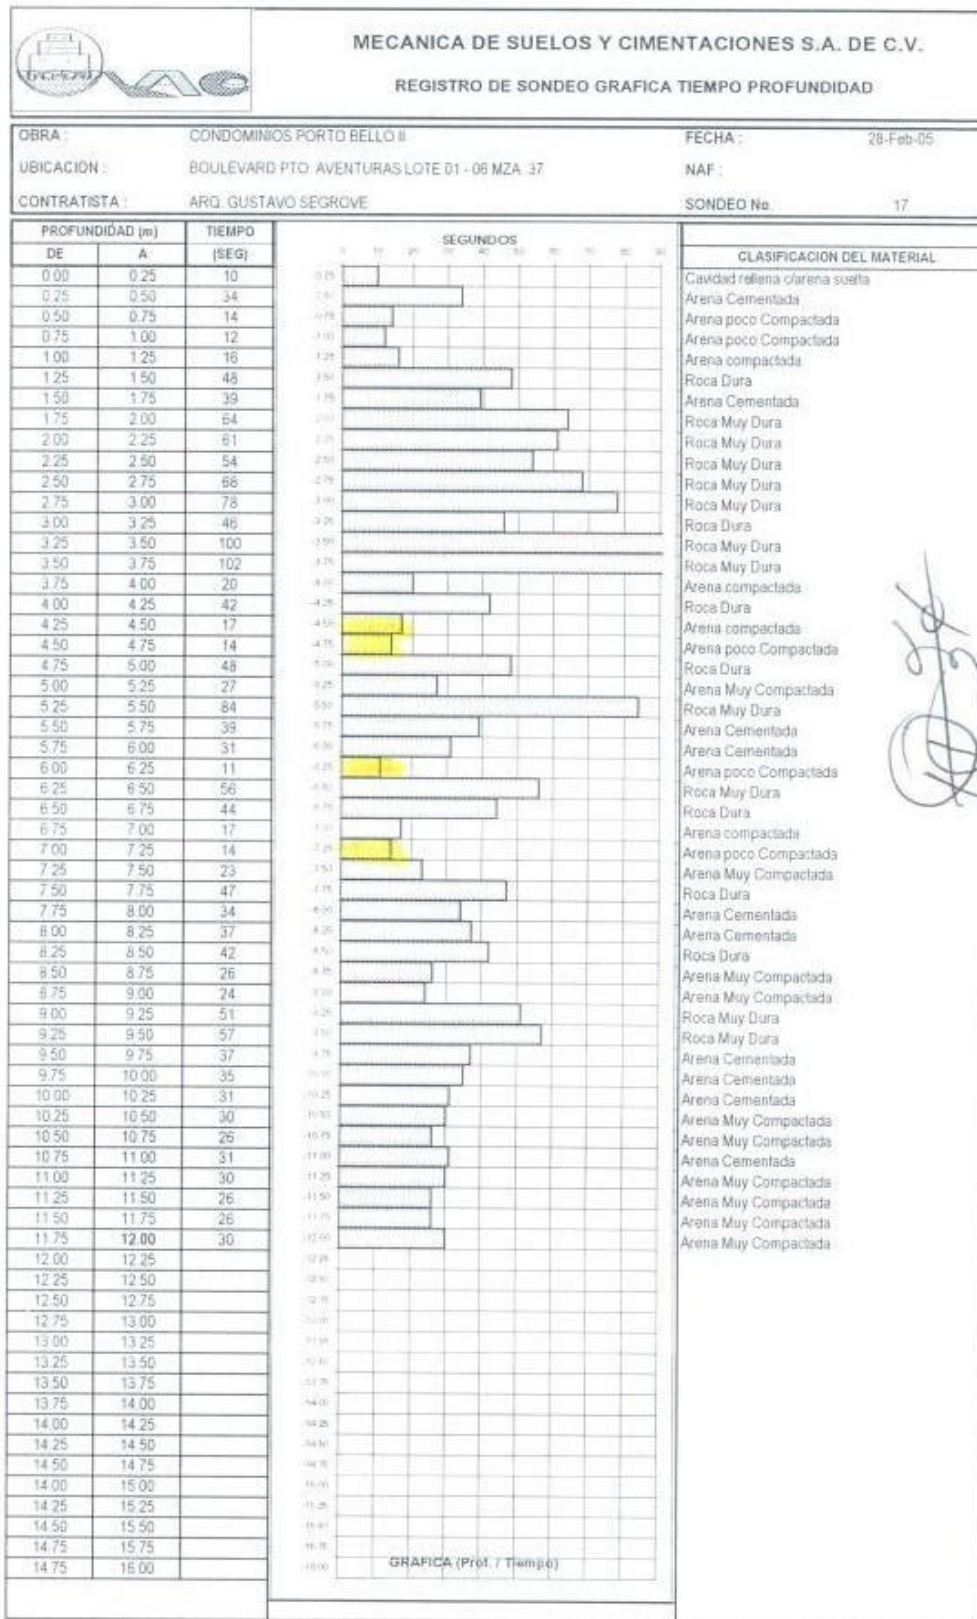 MECANICA DE SUELOS Y CIMENTACIONES S.A. DE C.V.
REGISTRO DE SONDEO GRAFICA TIEMPO PROFUNDIDAD
OBRA : CONDOMINIOS PORTO BELLO II FECHA : 28-Feb-05
UBICACIÓN : BOULEVARD PTO. AVENTURAS LOTE 01 - 06 MZA. 37 NAF :
CONTRATISTA : ARQ. GUSTAVO SEGROVE SONDEO No. 17
PROFUNDIDAD (m) TIEMPO SEGUNDOS
DE A (SEG) CLASIFICACION DEL MATERIAL
0.00 0.25 10 Cavidad rellena c/arena suelta
0.25 0.50 34 Arena Cementada
0.50 0.75 14 Arena poco Compactada
0.75 1.00 12 Arena poco Compactada
1.00 1.25 16 Arena compactada
1.25 1.50 48 Roca Dura
1.50 1.75 39 Arena Cementada
1.75 2.00 64 Roca Muy Dura
2.00 2.25 61 Roca Muy Dura
2.25 2.50 54 Roca Muy Dura
2.50 2.75 68 Roca Muy Dura
2.75 3.00 78 Roca Muy Dura
3.00 3.25 46 Roca Dura
3.25 3.50 100 Roca Muy Dura
3.50 3.75 102 Roca Muy Dura
3.75 4.00 20 Arena compactada
4.00 4.25 42 Roca Dura
4.25 4.50 17 Arena compactada
4.50 4.75 14 Arena poco Compactada
4.75 5.00 48 Roca Dura
5.00 5.25 27 Arena Muy Compactada
5.25 5.50 84 Roca Muy Dura
5.50 5.75 39 Arena Cementada
5.75 6.00 31 Arena Cementada
6.00 6.25 11 Arena poco Compactada
6.25 6.50 56 Roca Muy Dura
6.50 6.75 44 Roca Dura
6.75 7.00 17 Arena compactada
7.00 7.25 14 Arena poco Compactada
7.25 7.50 23 Arena Muy Compactada
7.50 7.75 47 Roca Dura
7.75 8.00 34 Arena Cementada
8.00 8.25 37 Arena Cementada
8.25 8.50 42 Roca Dura
8.50 8.75 26 Arena Muy Compactada
8.75 9.00 24 Arena Muy Compactada
9.00 9.25 51 Roca Muy Dura
9.25 9.50 57 Roca Muy Dura
9.50 9.75 37 Arena Cementada
9.75 10.00 35 Arena Cementada
10.00 10.25 31 Arena Cementada
10.25 10.50 30 Arena Muy Compactada
10.50 10.75 26 Arena Muy Compactada
10.75 11.00 31 Arena Cementada
11.00 11.25 30 Arena Muy Compactada
11.25 11.50 26 Arena Muy Compactada
11.50 11.75 26 Arena Muy Compactada
11.75 12.00 30 Arena Muy Compactada
12.00 12.25
12.25 12.50
12.50 12.75
12.75 13.00
13.00 13.25
13.25 13.50
13.50 13.75
13.75 14.00
14.00 14.25
14.25 14.50
14.50 14.75
14.00 15.00
14.25 15.25
14.50 15.50
14.75 15.75
14.75 16.00
GRAFICA (Prof. / Tiempo)